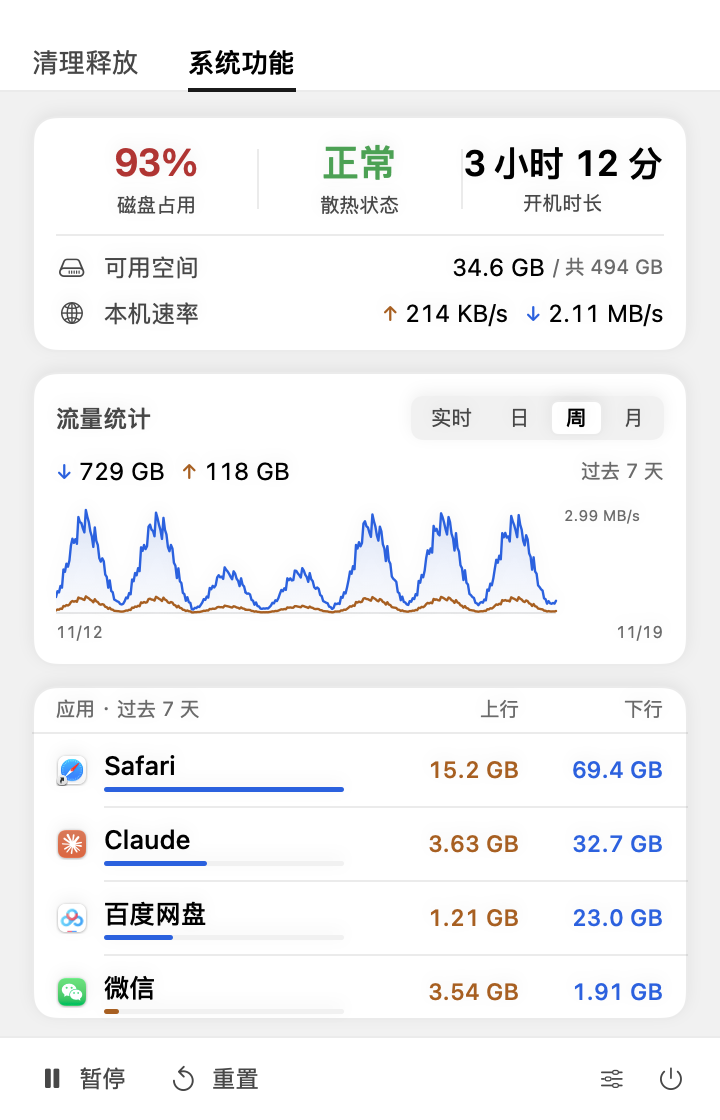 清理释放 系统功能
93% 正常 3 小时 12 分
磁盘占用 散热状态 开机时长
可用空间 34.6 GB / 共 494 GB
本机速率 ↑ 214 KB/s ↓ 2.11 MB/s
流量统计 实时 日 周 月
↓ 729 GB ↑ 118 GB 过去 7 天
2.99 MB/s
11/12 11/19
应用 · 过去 7 天 上行 下行
Safari 15.2 GB 69.4 GB
Claude 3.63 GB 32.7 GB
百度网盘 1.21 GB 23.0 GB
微信 3.54 GB 1.91 GB
暂停 重置